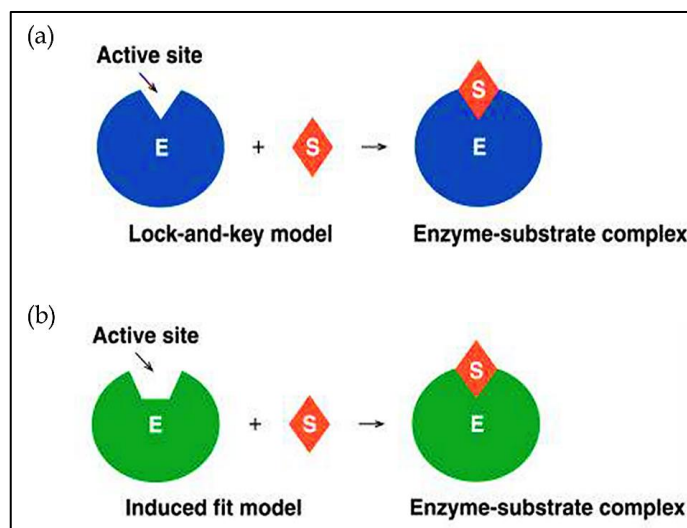 (a)
Active site
E + S → S
E
Lock-and-key model Enzyme-substrate complex
(b)
Active site
E + S → S
E
Induced fit model Enzyme-substrate complex